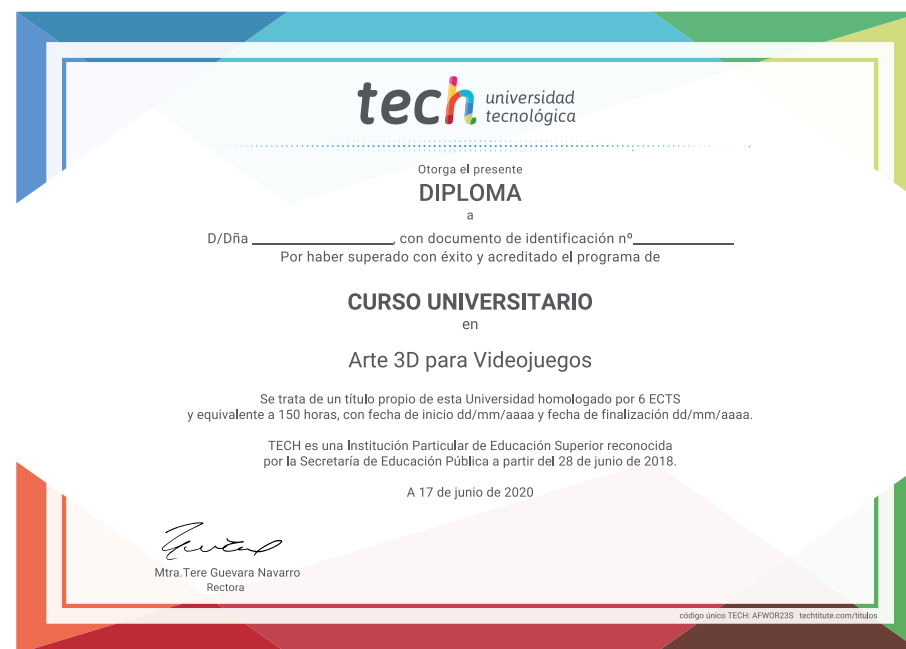 tech universidad
tecnológica
Otorga el presente
DIPLOMA
a
D/Dña ____________, con documento de identificación nº____________
Por haber superado con éxito y acreditado el programa de
CURSO UNIVERSITARIO
en
Arte 3D para Videojuegos
Se trata de un título propio de esta Universidad homologado por 6 ECTS
y equivalente a 150 horas, con fecha de inicio dd/mm/aaaa y fecha de finalización dd/mm/aaaa.
TECH es una Institución Particular de Educación Superior reconocida
por la Secretaría de Educación Pública a partir del 28 de junio de 2018.
A 17 de junio de 2020
Mtra.Tere Guevara Navarro
Rectora
código único TECH: AFWOR23S techtitute.com/titulos